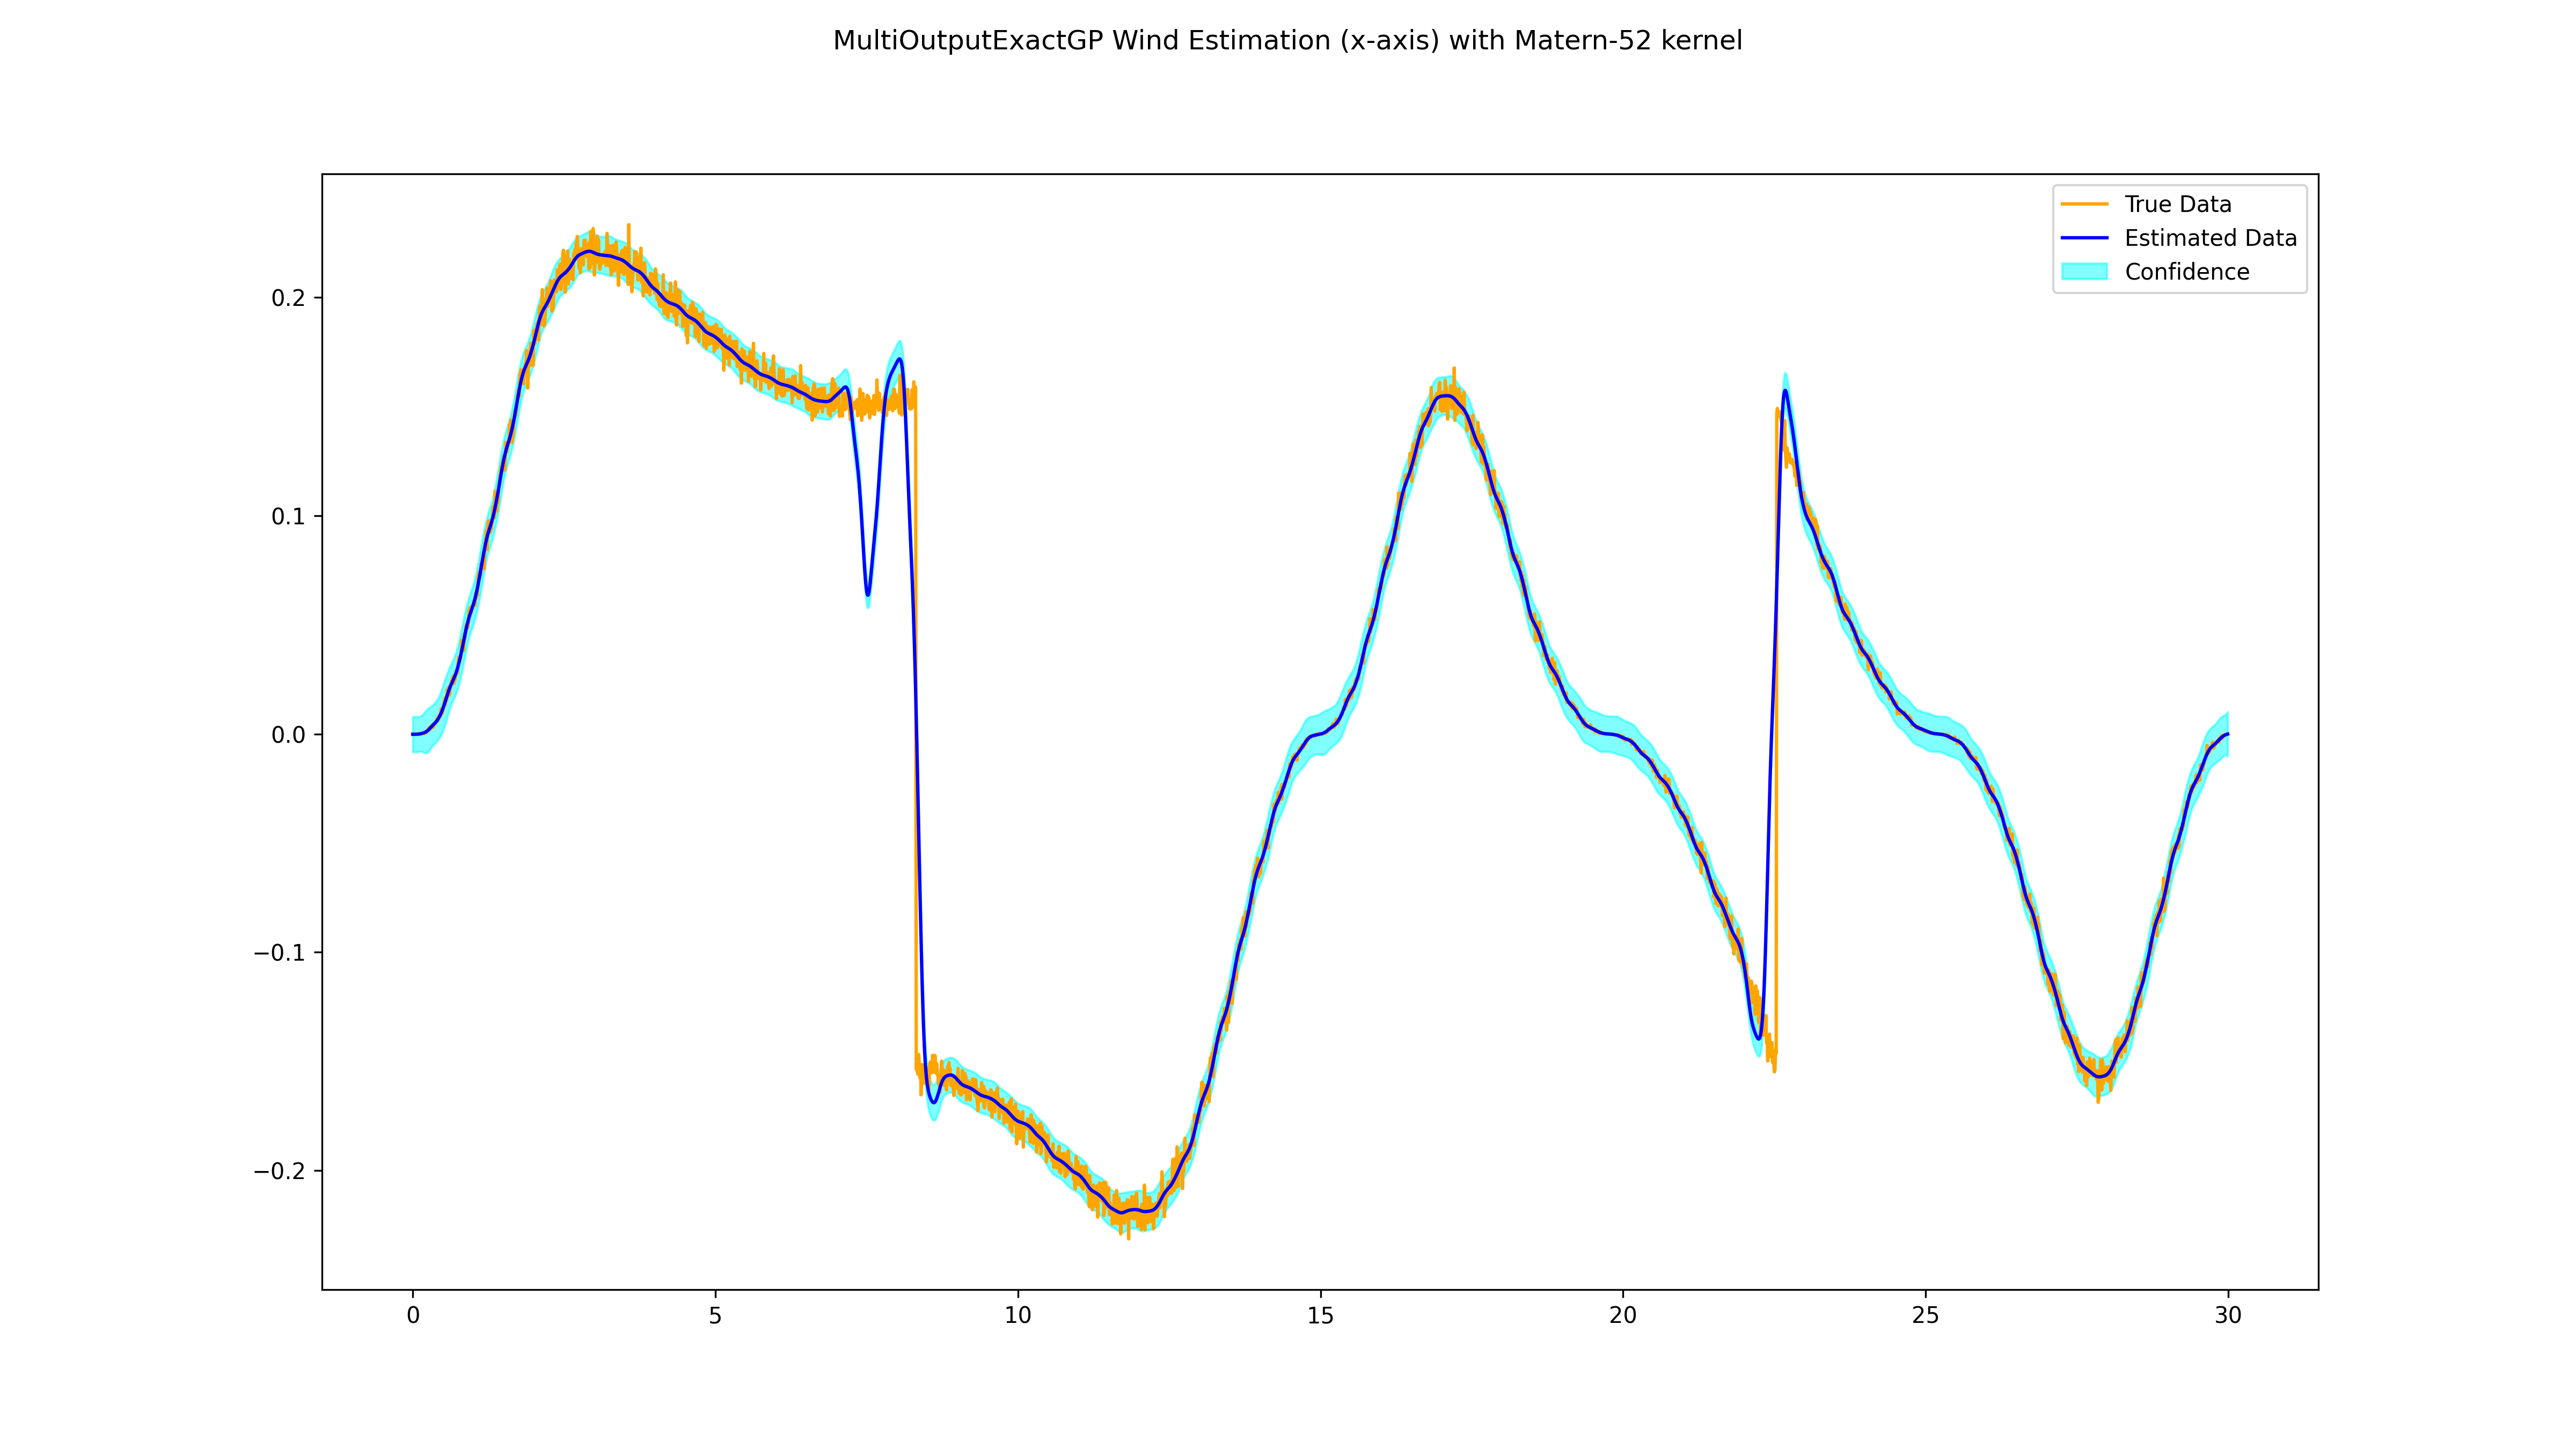 MultiOutputExactGP Wind Estimation (x-axis) with Matern-52 kernel
True Data
Estimated Data
Confidence
0.2
0.1
0.0
−0.1
−0.2
0 5 10 15 20 25 30